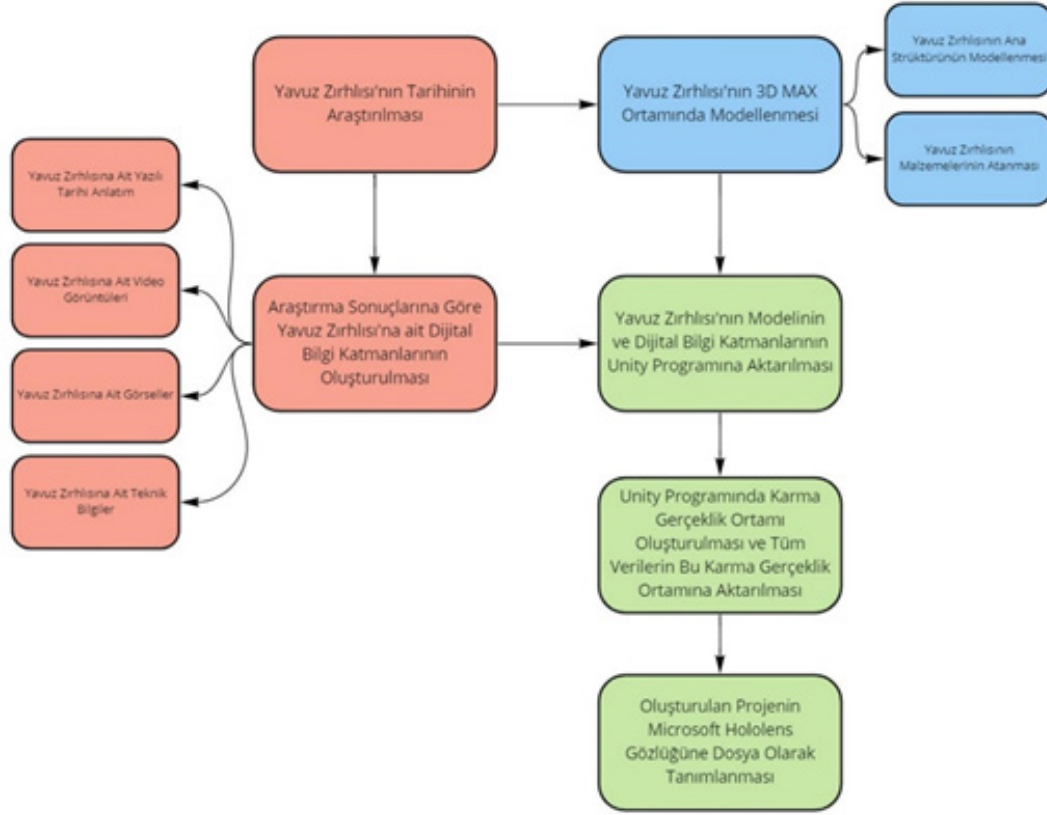 Yavuz Zırhlısı'nın Tarihinin
Araştırılması
Yavuz Zırhlısı'nın 3D MAX
Ortamında Modellenmesi
Yavuz Zırhlısının Ana
Strüktürünün Modellenmesi
Yavuz Zırhlısının
Malzemelerinin Atanması
Yavuz Zırhlısına Ait Yazılı
Tarihi Anlatım
Yavuz Zırhlısına Ait Video
Görüntüleri
Yavuz Zırhlısına Ait Görseller
Yavuz Zırhlısına Ait Teknik
Bilgiler
Araştırma Sonuçlarına Göre
Yavuz Zırhlısı'na ait Dijital
Bilgi Katmanlarının
Oluşturulması
Yavuz Zırhlısı'nın Modelinin
ve Dijital Bilgi Katmanlarının
Unity Programına Aktarılması
Unity Programında Karma
Gerçeklik Ortamı
Oluşturulması ve Tüm
Verilerin Bu Karma Gerçeklik
Ortamına Aktarılması
Oluşturulan Projenin
Microsoft Hololens
Gözlüğüne Dosya Olarak
Tanımlanması